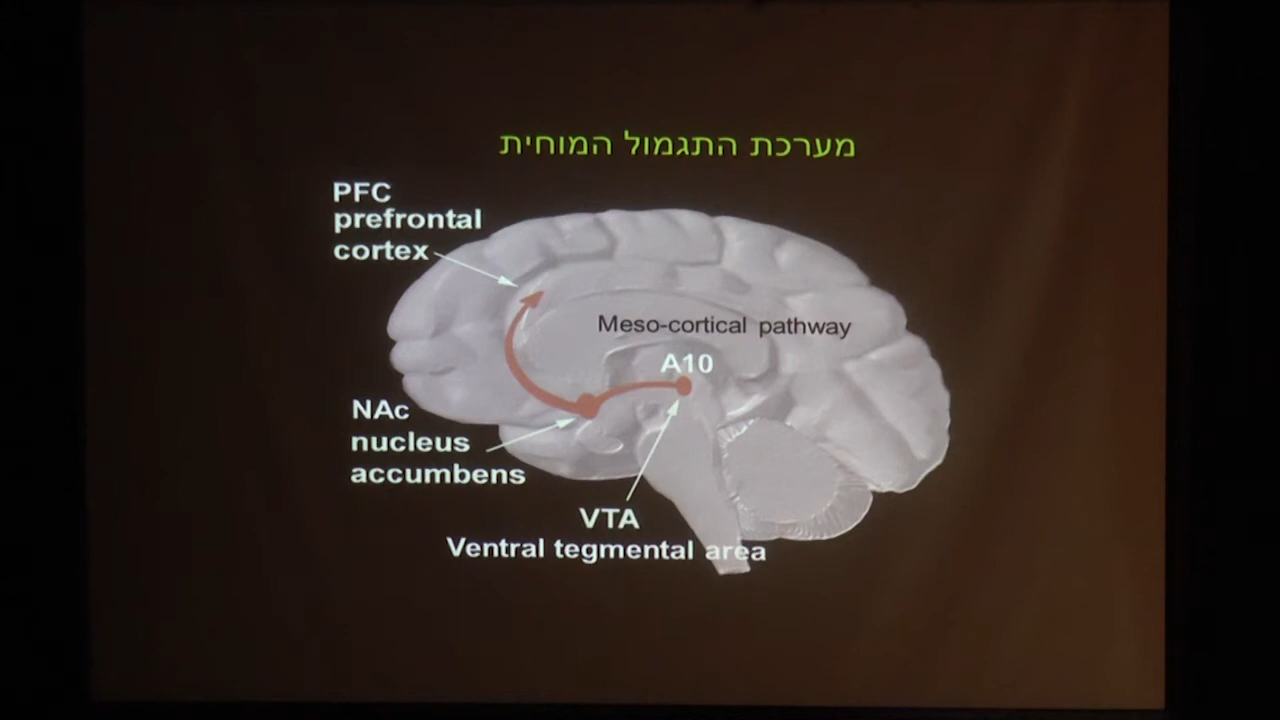 מערכת התגמול המוחית
PFC
prefrontal
cortex
Meso-cortical pathway
A10
NAc
nucleus
accumbens
VTA
Ventral tegmental area